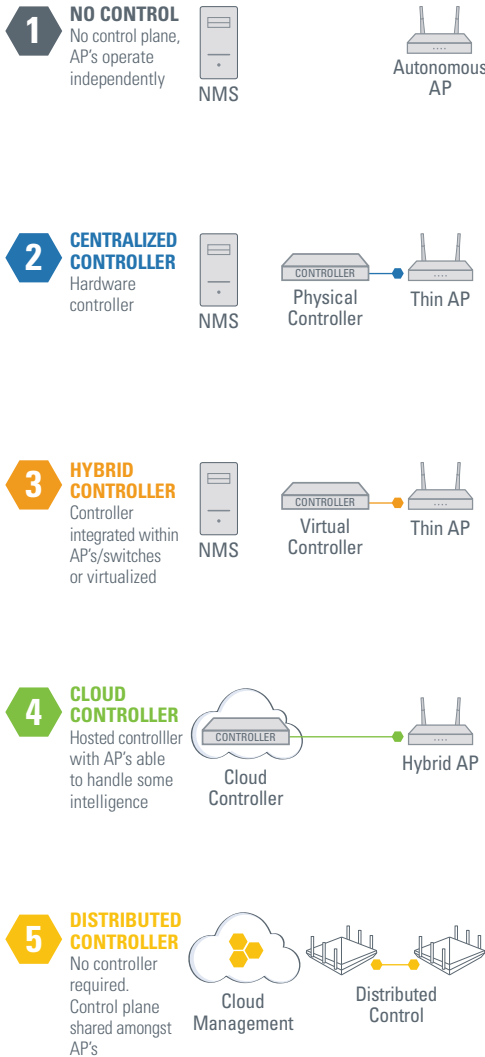 1
NO CONTROL
No control plane,
AP's operate
independently
NMS
Autonomous
AP
2
CENTRALIZED
CONTROLLER
Hardware
controller
NMS
CONTROLLER
Physical
Controller
Thin AP
3
HYBRID
CONTROLLER
Controller
integrated within
AP's/switches
or virtualized
NMS
CONTROLLER
Virtual
Controller
Thin AP
4
CLOUD
CONTROLLER
Hosted controlller
with AP's able
to handle some
intelligence
CONTROLLER
Cloud
Controller
Hybrid AP
5
DISTRIBUTED
CONTROLLER
No controller
required.
Control plane
shared amongst
AP's
Cloud
Management
Distributed
Control